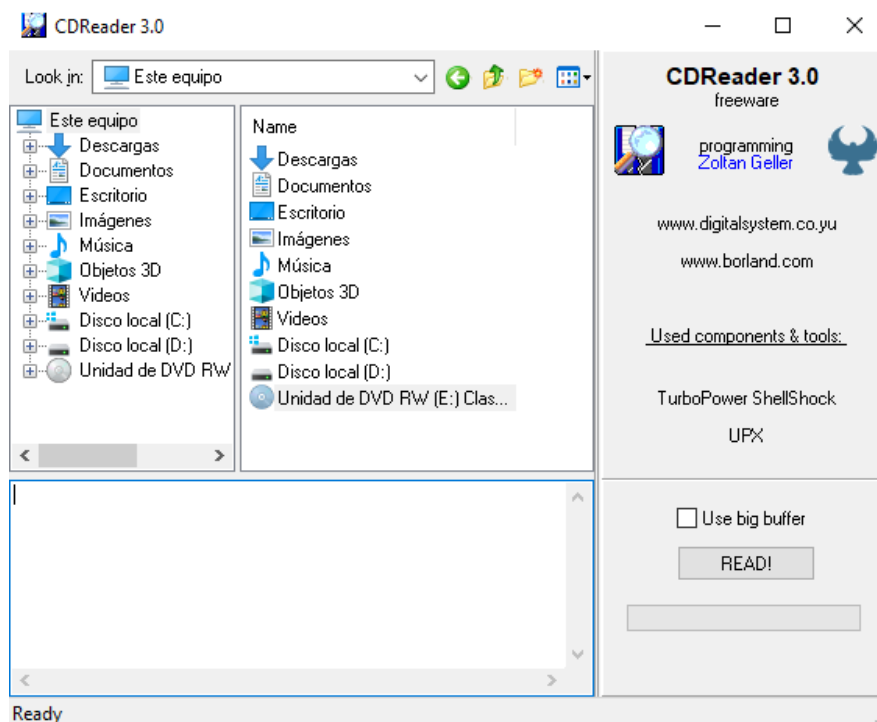 CDReader 3.0
Look in: Este equipo
Este equipo
Descargas
Documentos
Escritorio
Imágenes
Música
Objetos 3D
Videos
Disco local (C:)
Disco local (D:)
Unidad de DVD RW
Name
Descargas
Documentos
Escritorio
Imágenes
Música
Objetos 3D
Videos
Disco local (C:)
Disco local (D:)
Unidad de DVD RW (E:) Clas...
CDReader 3.0
freeware
programming
Zoltan Geller
www.digitalsystem.co.yu
www.borland.com
Used components & tools:
TurboPower ShellShock
UPX
Use big buffer
READ!
Ready